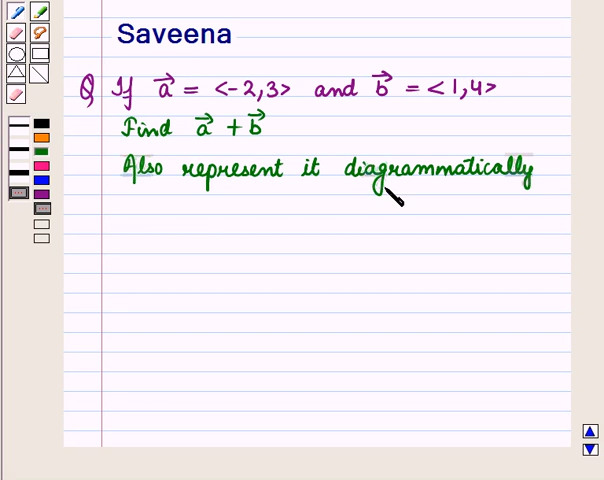 Saveena
Q If a⃗ = <-2,3> and b⃗ = <1,4>
Find a⃗ + b⃗
Also represent it diagrammatically